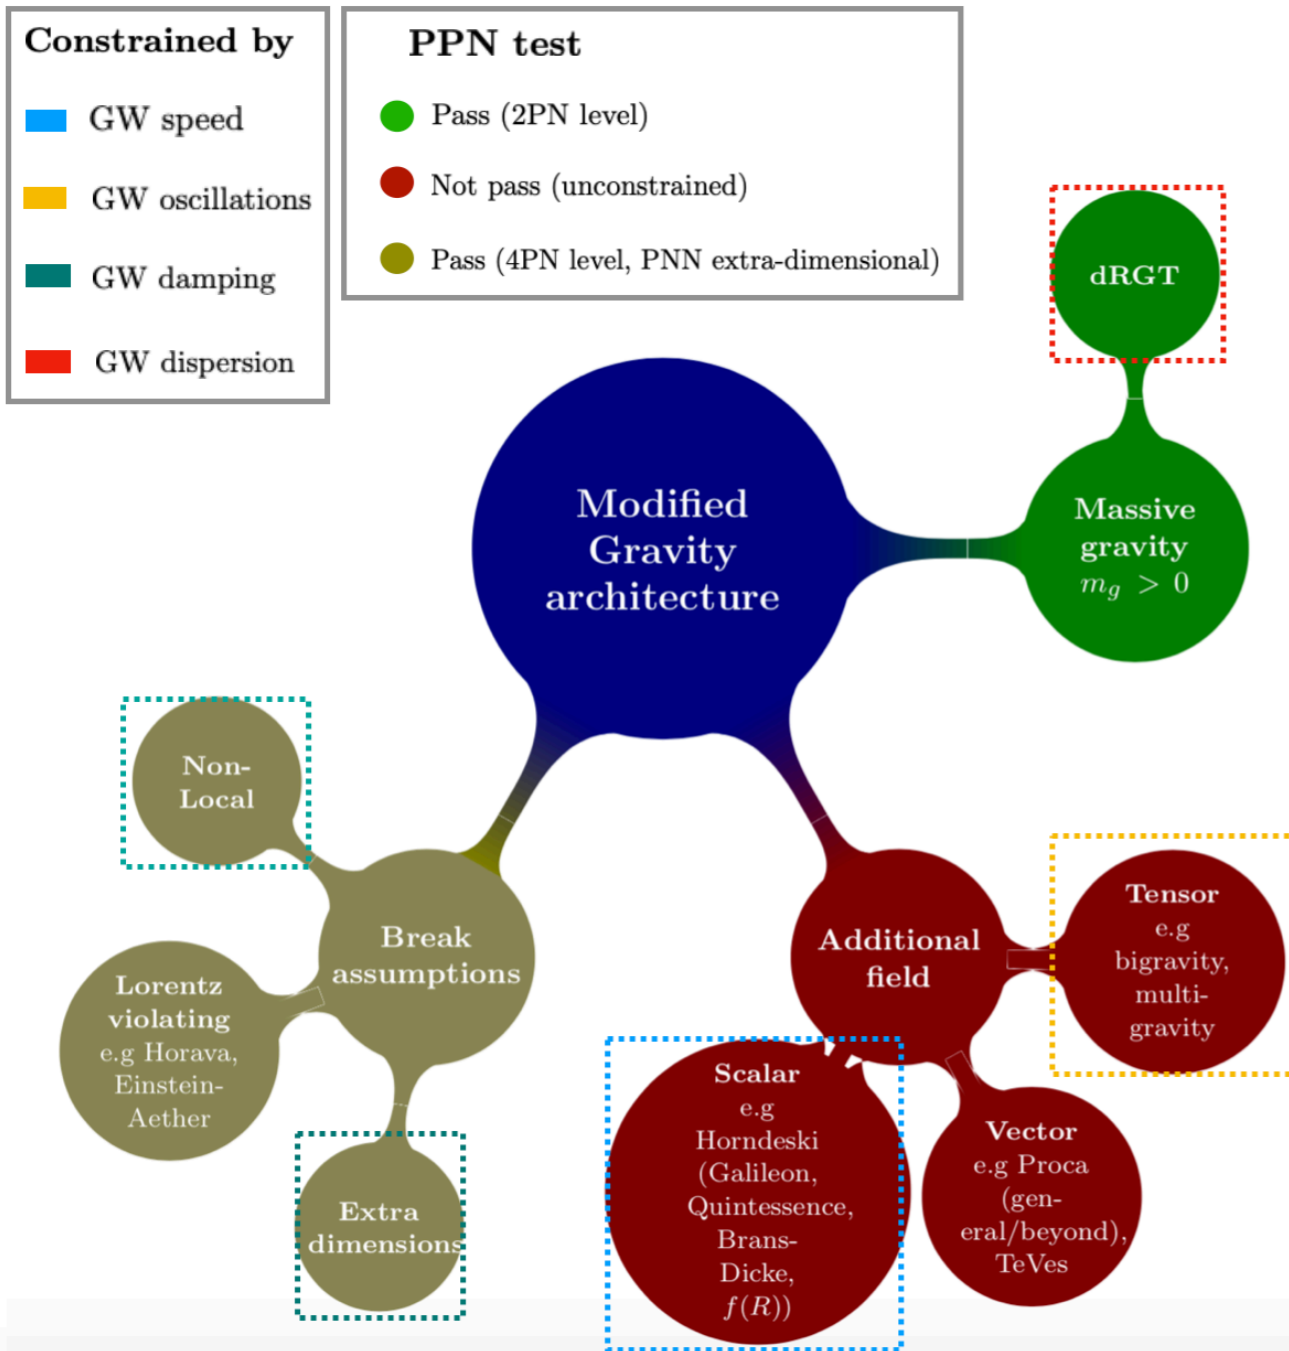 Constrained by
GW speed
GW oscillations
GW damping
GW dispersion
PPN test
Pass (2PN level)
Not pass (unconstrained)
Pass (4PN level, PNN extra-dimensional)
dRGT
Massive
gravity
m_g > 0
Modified
Gravity
architecture
Non-
Local
Break
assumptions
Lorentz
violating
e.g Horava,
Einstein-
Aether
Extra
dimensions
Additional
field
Tensor
e.g
bigravity,
multi-
gravity
Scalar
e.g
Horndeski
(Galileon,
Quintessence,
Brans-
Dicke,
f(R))
Vector
e.g Proca
(gen-
eral/beyond),
TeVes